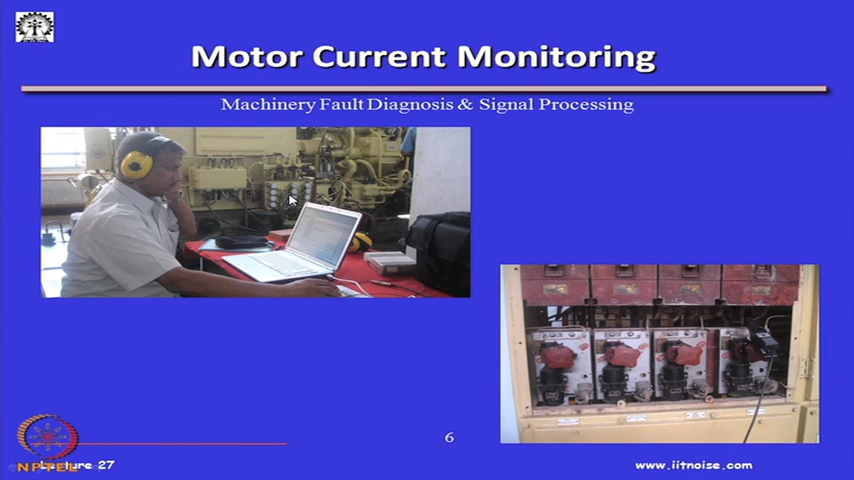 Motor Current Monitoring
Machinery Fault Diagnosis & Signal Processing
6
NPTEL
Lecture 27
www.iitnoise.com